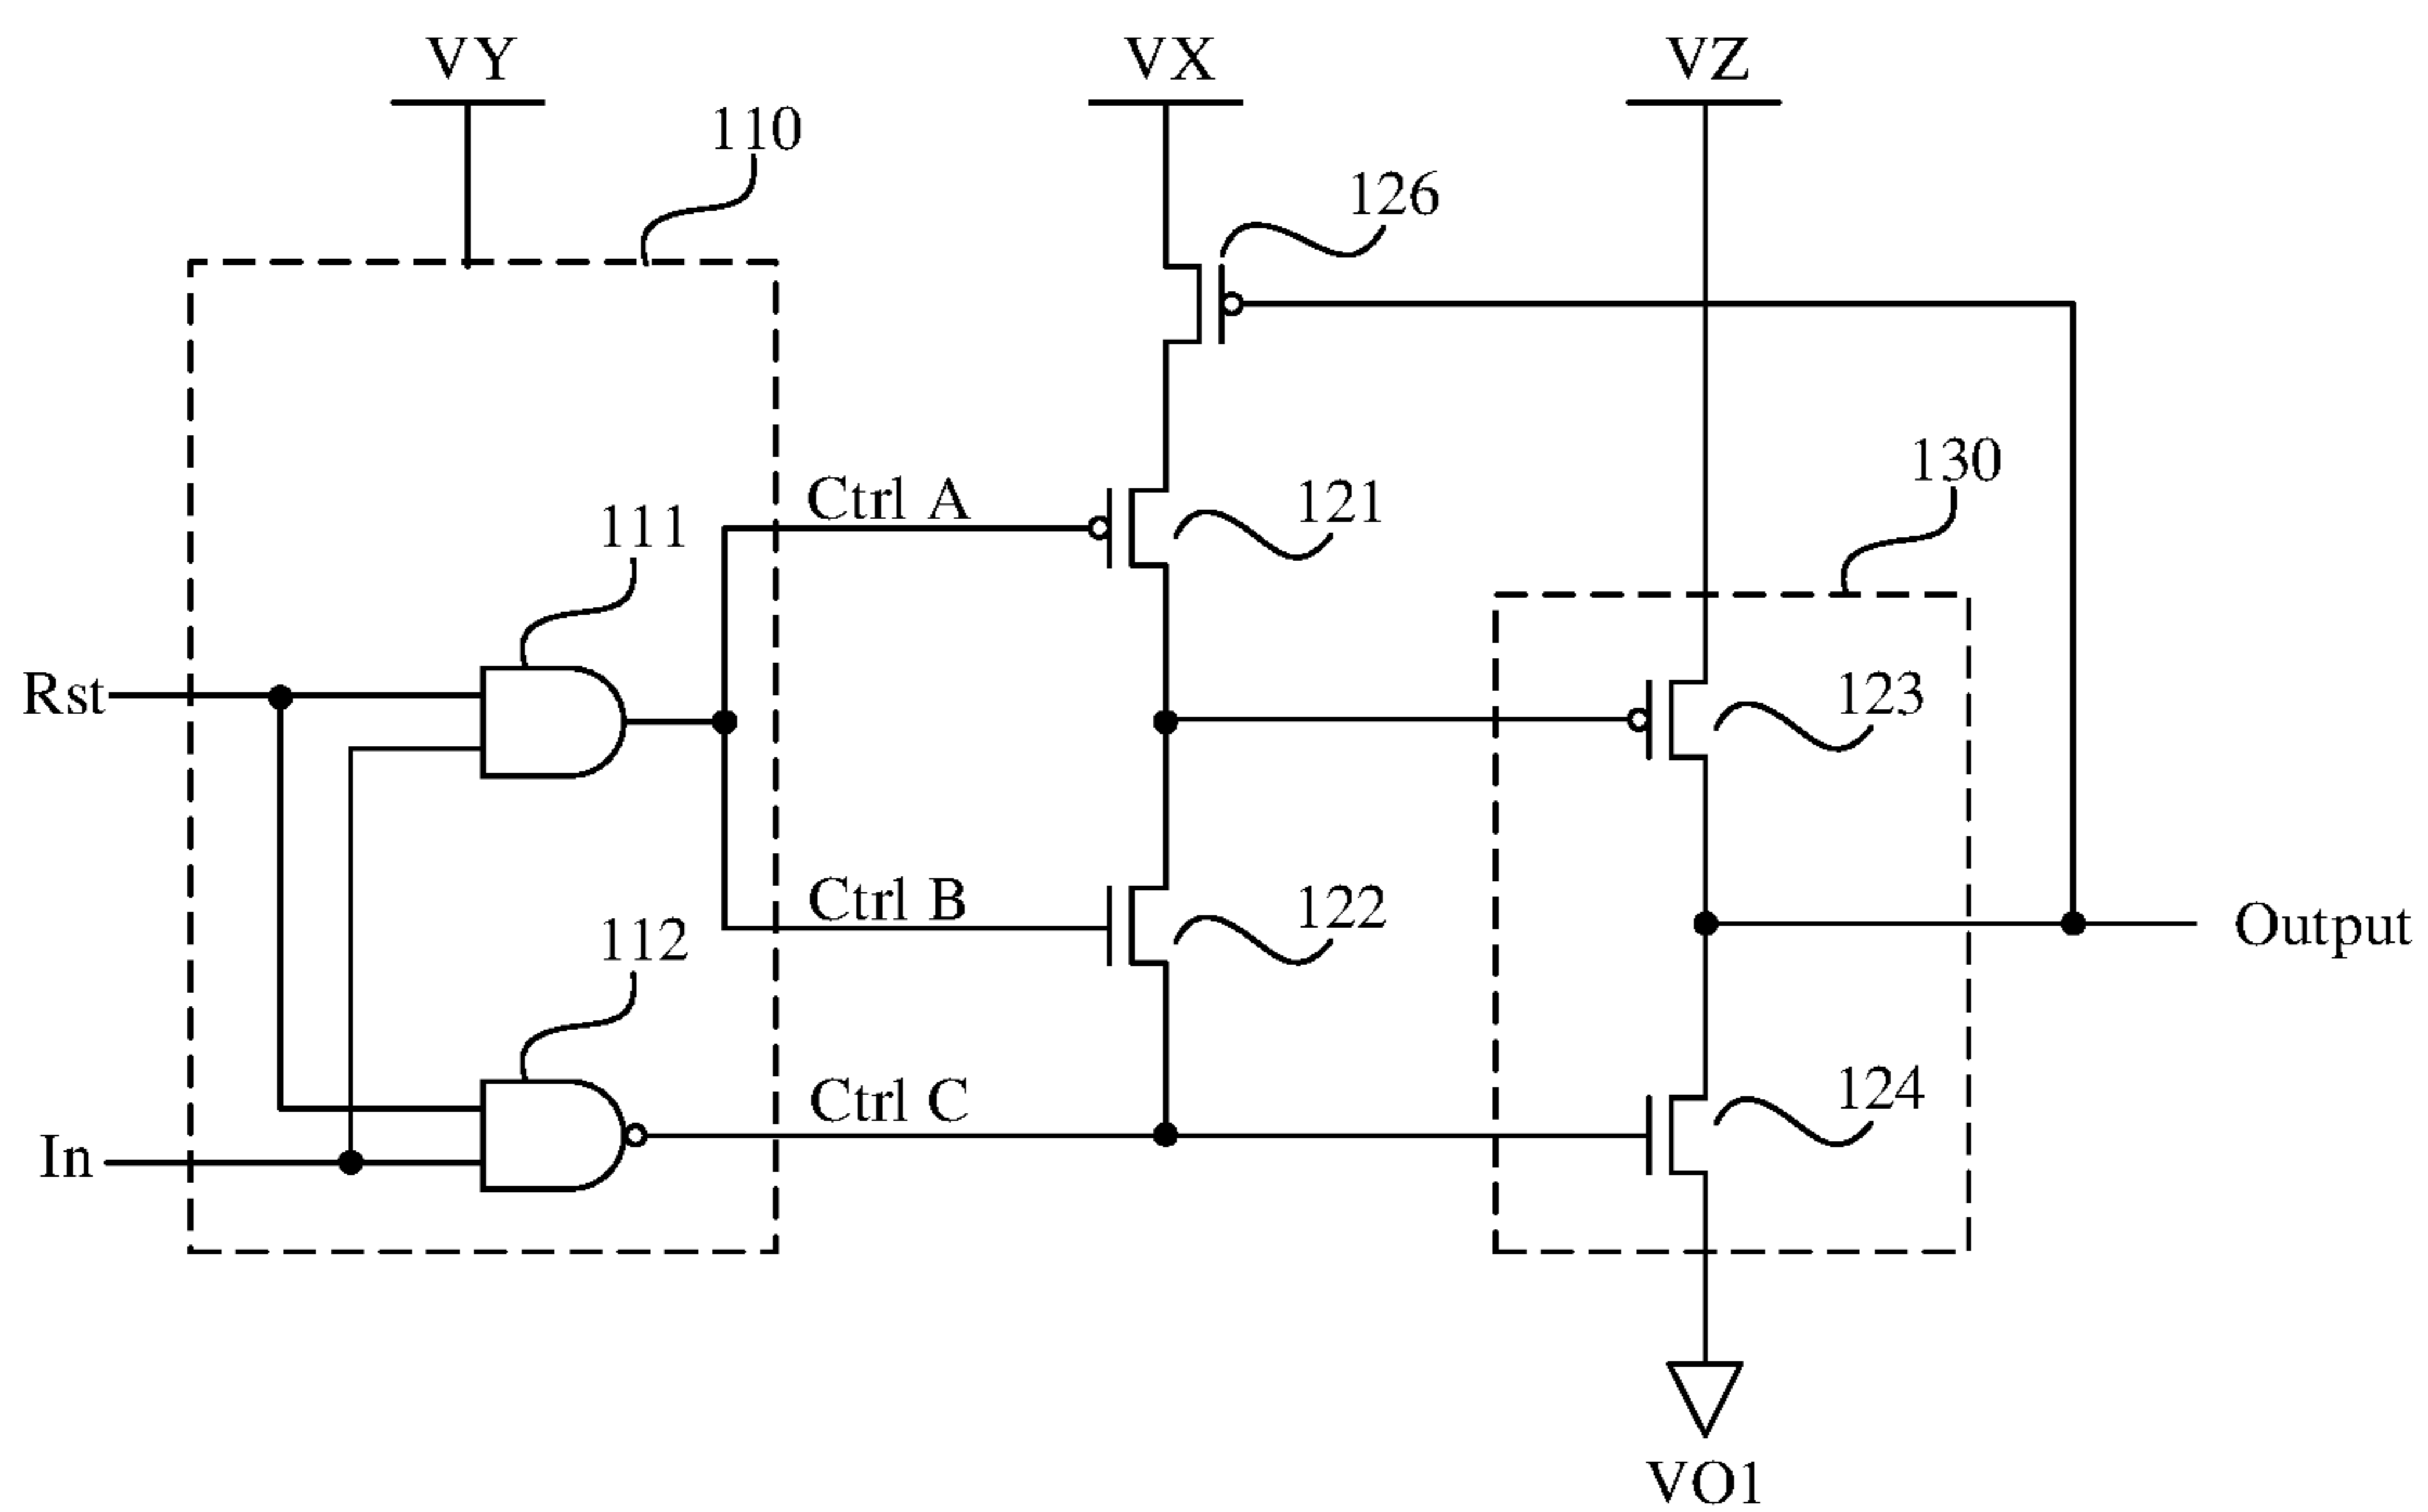 VY
VX
VZ
110
126
130
Ctrl A
121
111
Rst
123
Ctrl B
122
112
Output
Ctrl C
124
In
VO1